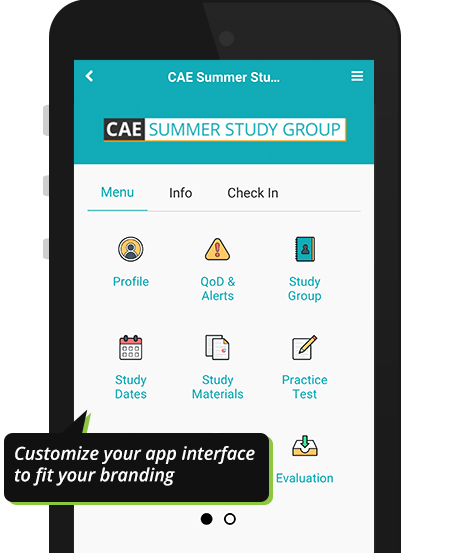 CAE Summer Stu...
CAE SUMMER STUDY GROUP
Menu Info Check In
Profile
QoD &
Alerts
Study
Group
Study
Dates
Study
Materials
Practice
Test
Customize your app interface
to fit your branding
Evaluation